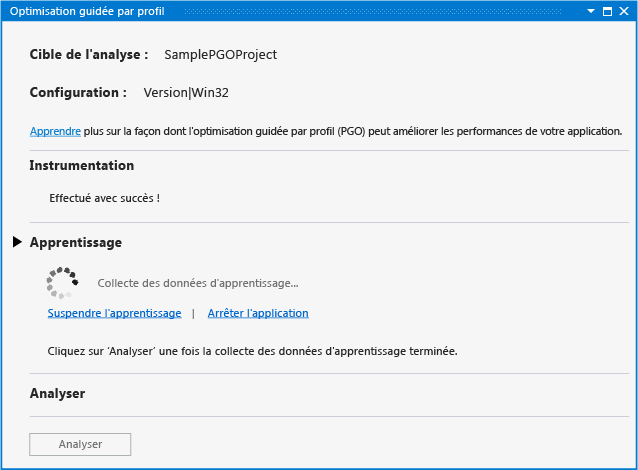 Optimisation guidée par profil
Cible de l'analyse : SamplePGOProject
Configuration : Version|Win32
Apprendre plus sur la façon dont l'optimisation guidée par profil (PGO) peut améliorer les performances de votre application.
Instrumentation
Effectué avec succès !
Apprentissage
Collecte des données d'apprentissage...
Suspendre l'apprentissage | Arrêter l'application
Cliquez sur ‘Analyser’ une fois la collecte des données d'apprentissage terminée.
Analyser
Analyser